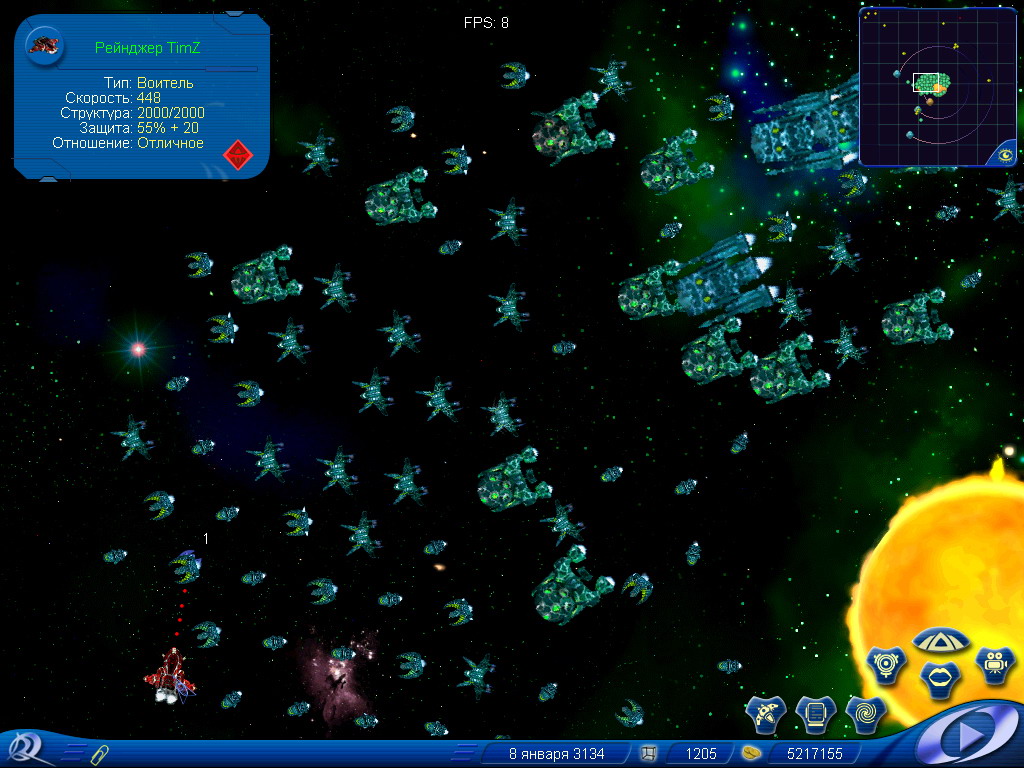 FPS: 8
Рейнджер TimZ
Тип: Воитель
Скорость: 448
Структура: 2000/2000
Защита: 55% + 20
Отношение: Отличное
1
8 января 3134
1205
5217155